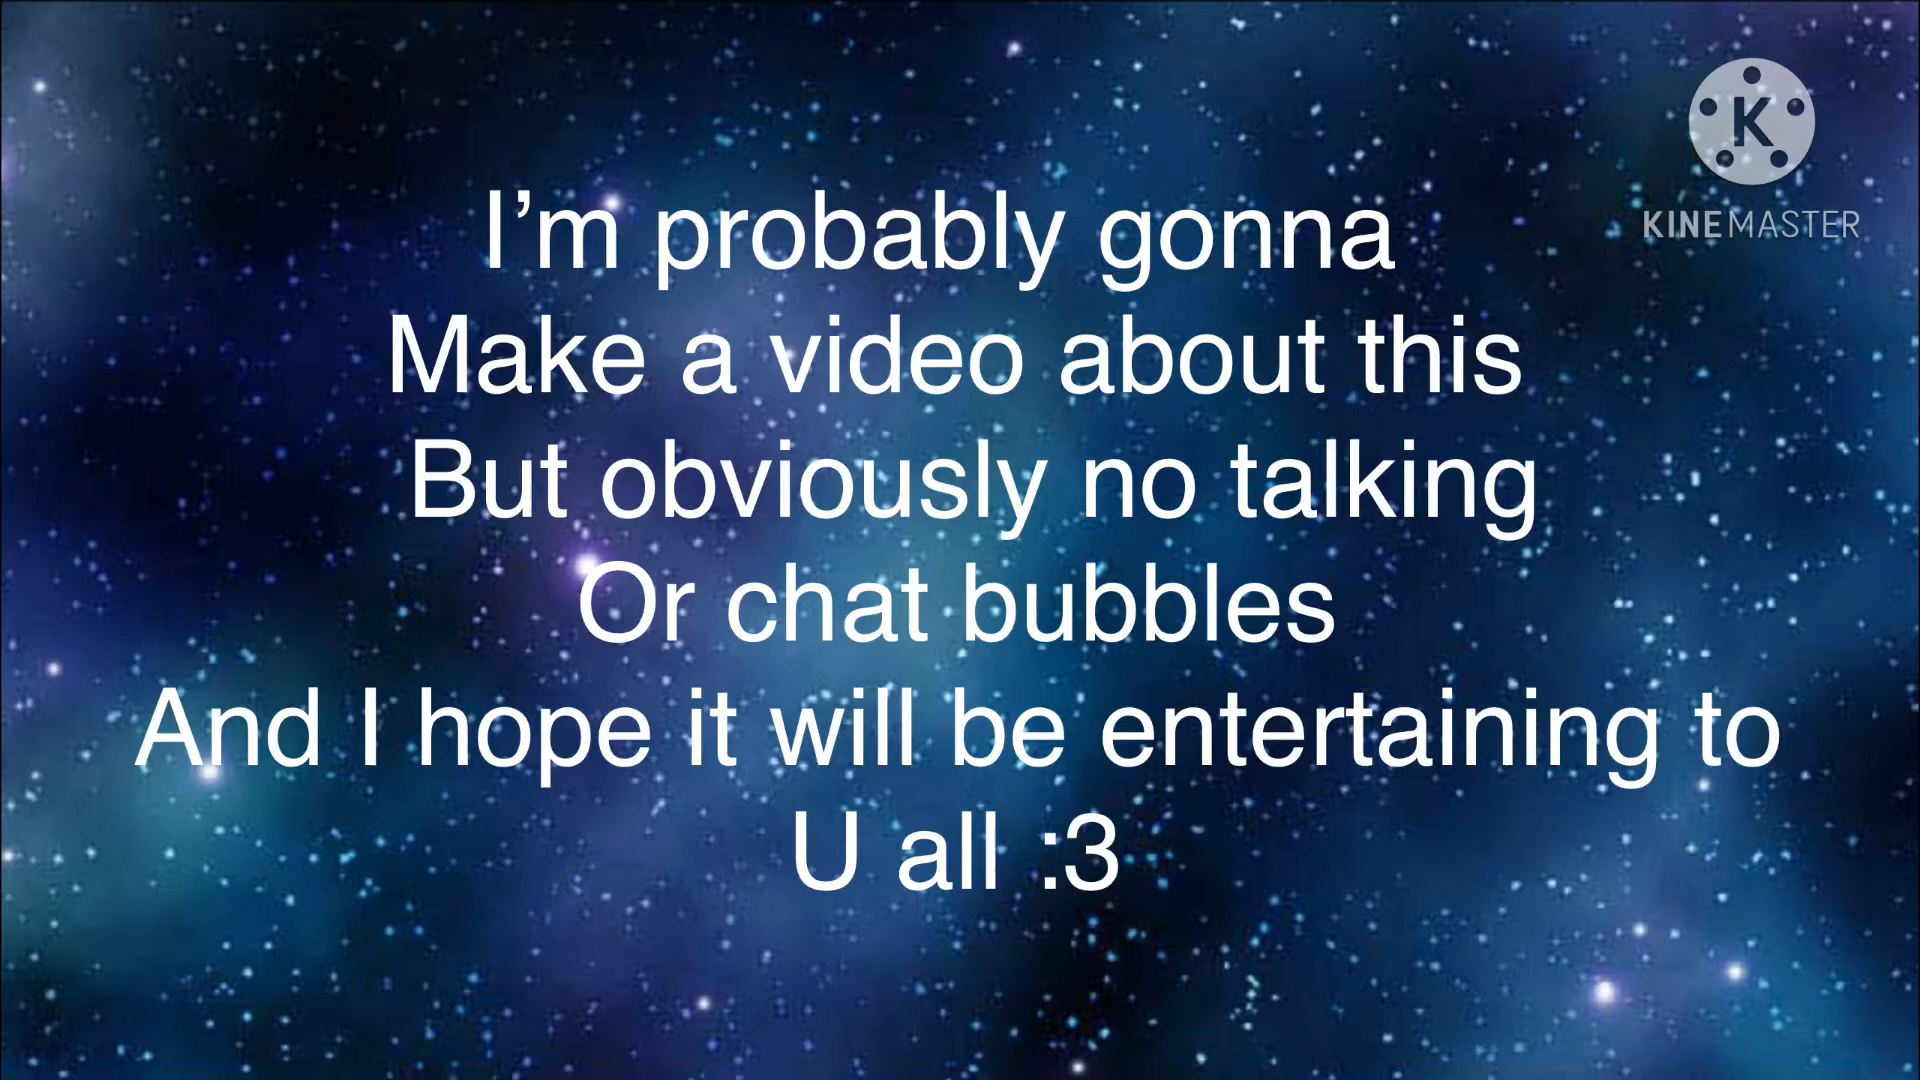 K
KINEMASTER
I’m probably gonna
Make a video about this
But obviously no talking
Or chat bubbles
And I hope it will be entertaining to
U all :3